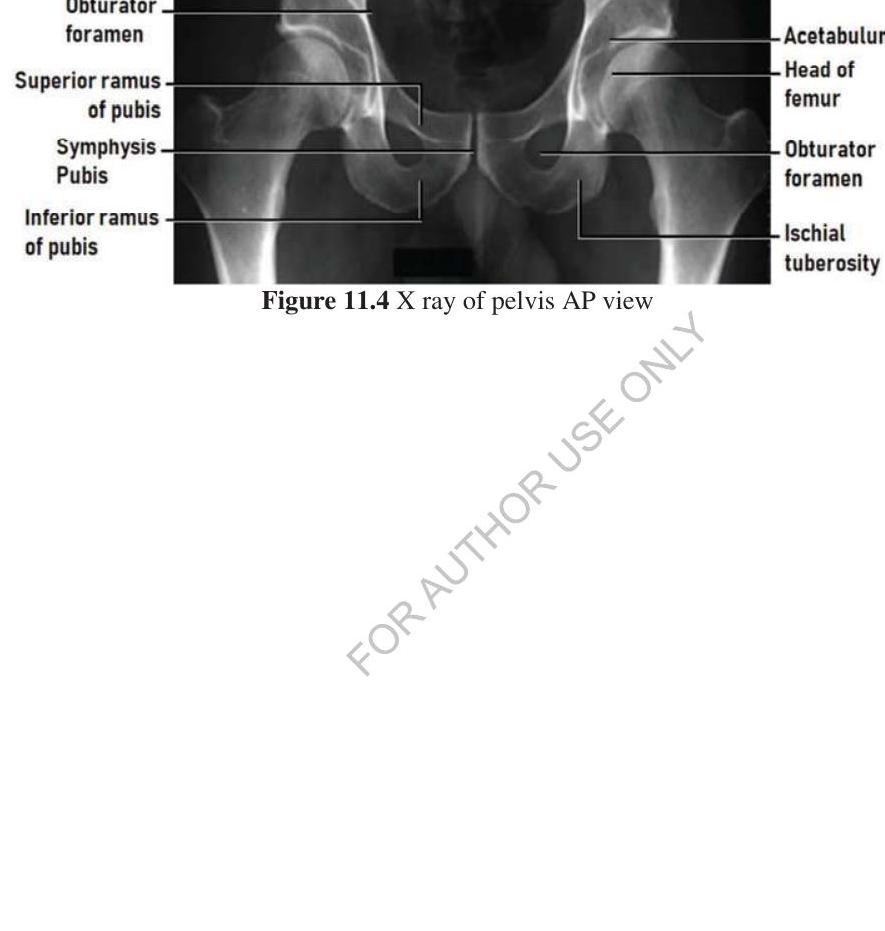 Obturator
foramen
Superior ramus
of pubis
Symphysis
Pubis
Inferior ramus
of pubis
Acetabulum
Head of
femur
Obturator
foramen
Ischial
tuberosity
Figure 11.4 X ray of pelvis AP view
FOR AUTHOR USE ONLY